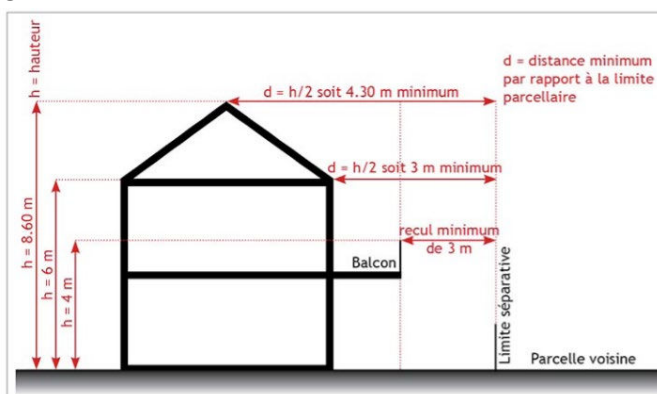 h = hauteur
d = h/2 soit 4.30 m minimum
d = distance minimum
par rapport à la limite
parcellaire
d = h/2 soit 3 m minimum
h = 8.60 m
h = 6 m
h = 4 m
recul minimum
de 3 m
Balcon
Limite séparative
Parcelle voisine